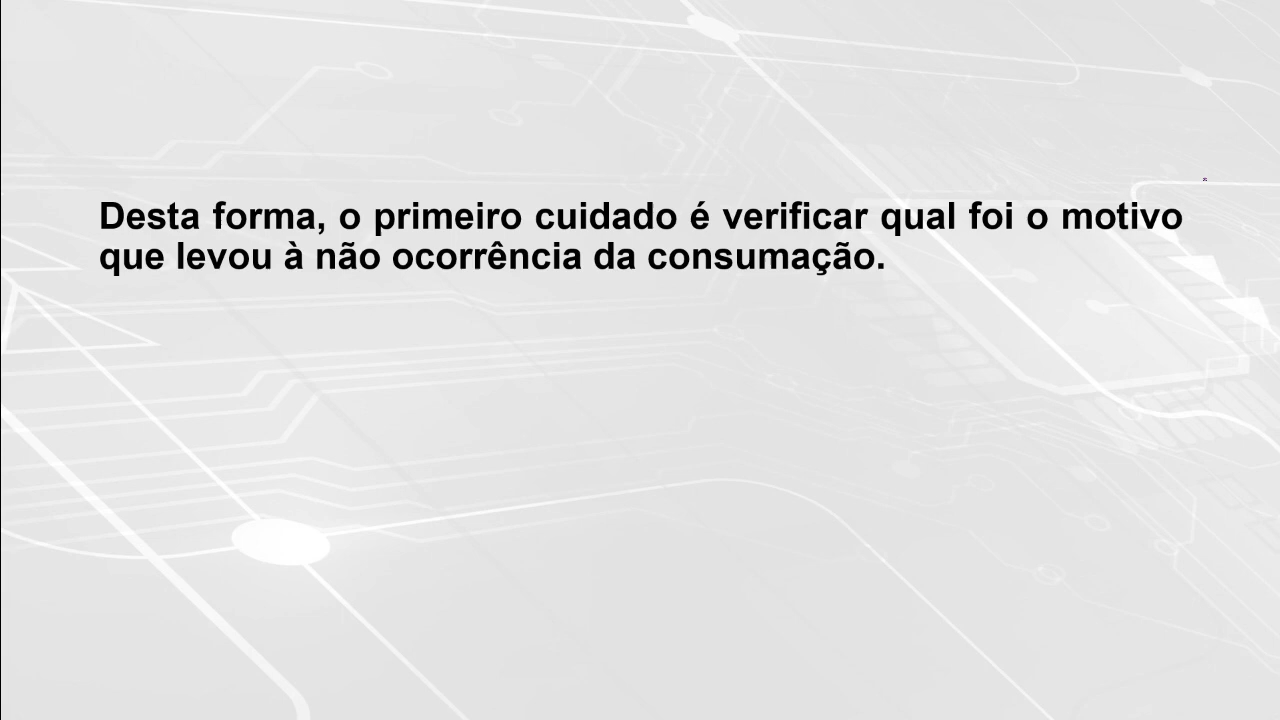 Desta forma, o primeiro cuidado é verificar qual foi o motivo
que levou à não ocorrência da consumação.